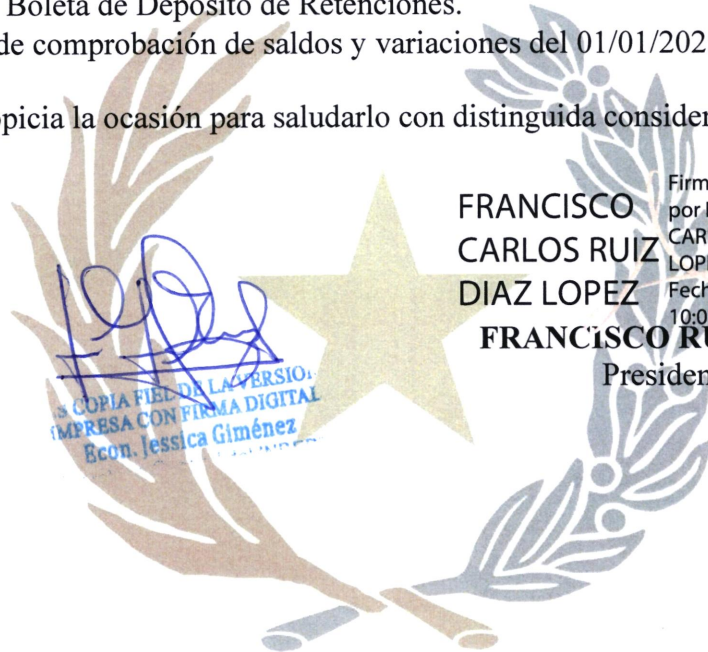 Boleta de Depósito de Retenciones.
de comprobación de saldos y variaciones del 01/01/202
opicia la ocasión para saludarlo con distinguida consider
FRANCISCO
CARLOS RUIZ
DIAZ LOPEZ
Firm
por
CAR
LOP
Fech
10:0
FRANCISCO RU
Presiden
COPIA FIEL DE LA VERSIO
IMPRESA CON FIRMA DIGITAL
Econ. Jessica Giménez